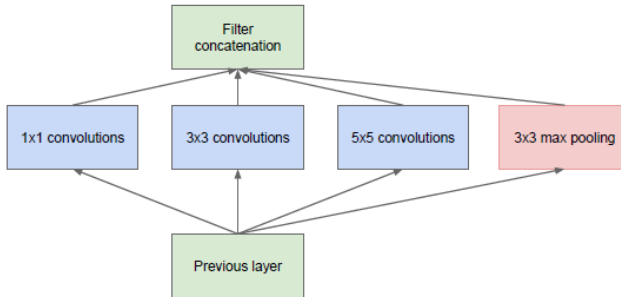 Filter
concatenation
1x1 convolutions
3x3 convolutions
5x5 convolutions
3x3 max pooling
Previous layer